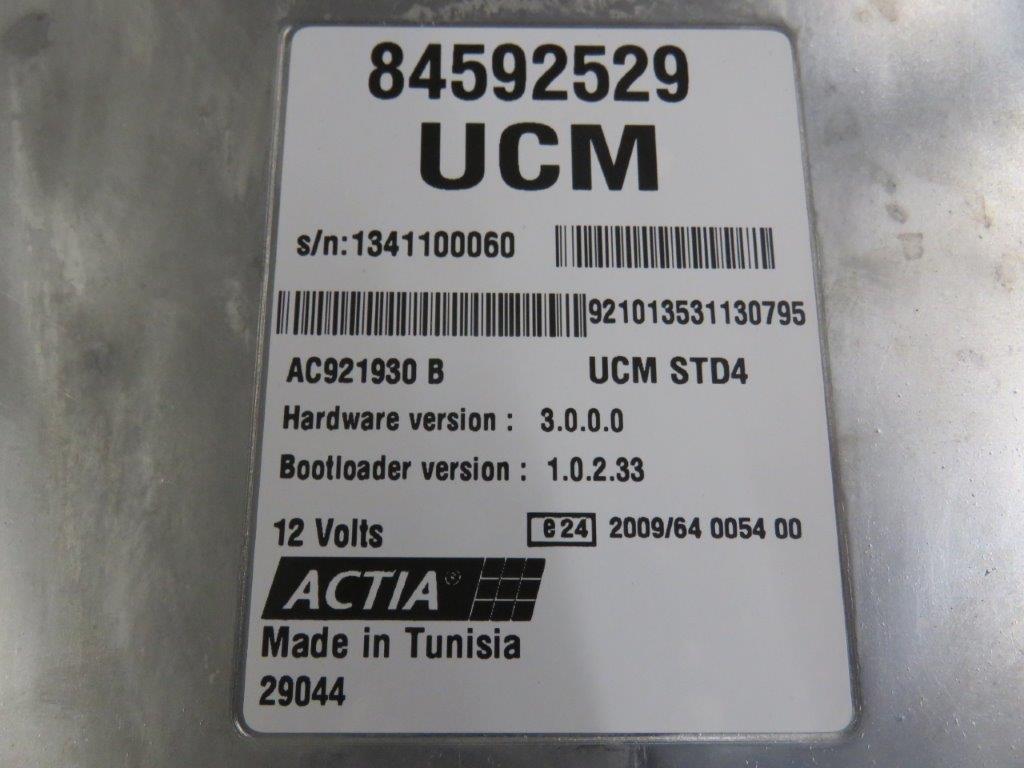 84592529
UCM
s/n:1341100060
921013531130795
AC921930 B UCM STD4
Hardware version : 3.0.0.0
Bootloader version : 1.0.2.33
12 Volts e24 2009/64 0054 00
ACTIA®
Made in Tunisia
29044